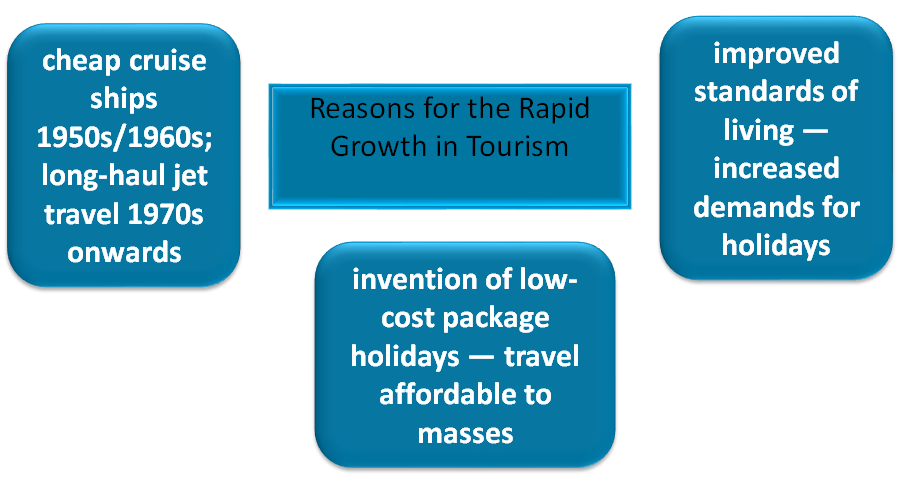 Reasons for the Rapid
Growth in Tourism
cheap cruise
ships
1950s/1960s;
long-haul jet
travel 1970s
onwards
improved
standards of
living —
increased
demands for
holidays
invention of low-
cost package
holidays — travel
affordable to
masses